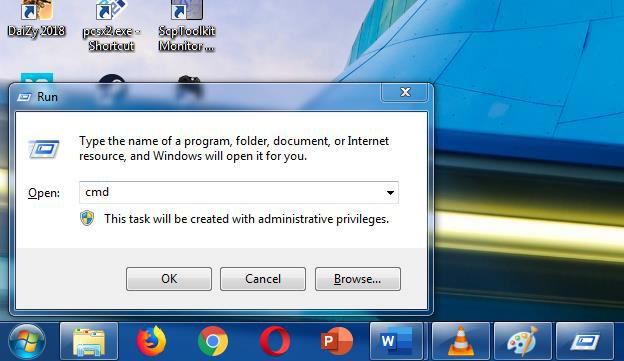 DaiZy 2018
pcsx2.exe -
Shortcut
ScpToolkit
Monitor ...
Run
Type the name of a program, folder, document, or Internet
resource, and Windows will open it for you.
Open:
cmd
This task will be created with administrative privileges.
OK
Cancel
Browse...